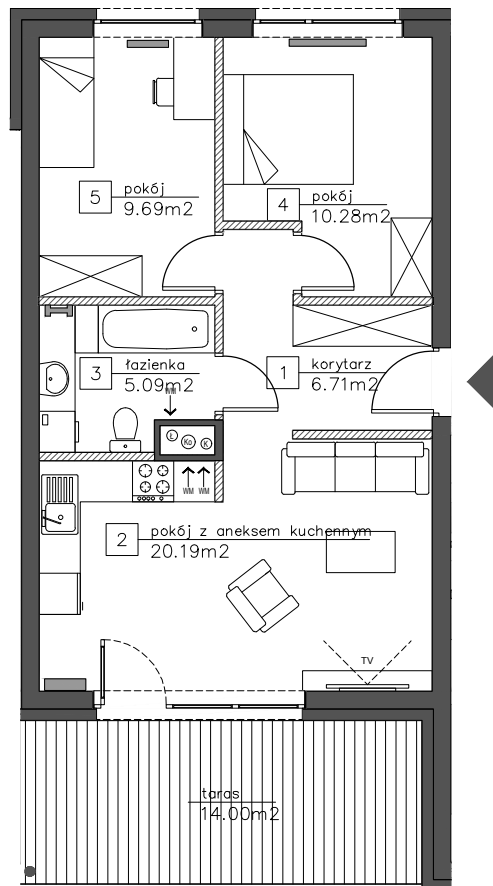 5 pokój
9.69m2
4 pokój
10.28m2
3 łazienka
5.09m2
WM
1 korytarz
6.71m2
Ł Ko K
WM WM
2 pokój z aneksem kuchennym
20.19m2
TV
taras
14.00m2